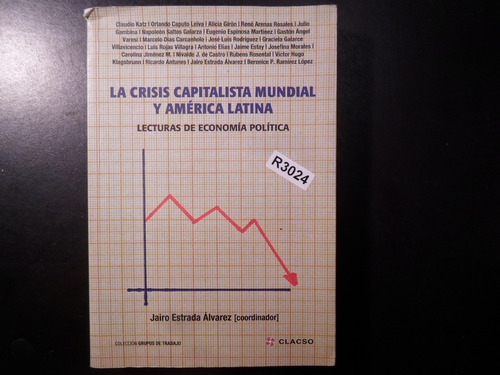 Claudio Katz | Orlando Caputo Leiva | Alicia Girón | René Arenas Rosales | Julio
Gambina | Napoleón Saltos Galarza | Eugenio Espinosa Martínez | Gastón Ángel
Varesi | Marcelo Dias Carcanholo | José Luis Rodríguez | Graciela Galarce
Villavicencio | Luis Rojas Villagra | Antonio Elías | Jaime Estay | Josefina Morales |
Carolina Jiménez M. | Nivalde J. de Castro | Rubens Rosental | Víctor Hugo
Klagsbrunn | Ricardo Antunes | Jairo Estrada Álvarez | Berenice P. Ramírez López
LA CRISIS CAPITALISTA MUNDIAL
Y AMÉRICA LATINA
LECTURAS DE ECONOMÍA POLÍTICA
R3024
Jairo Estrada Álvarez [coordinador]
COLECCIÓN GRUPOS DE TRABAJO
CLACSO